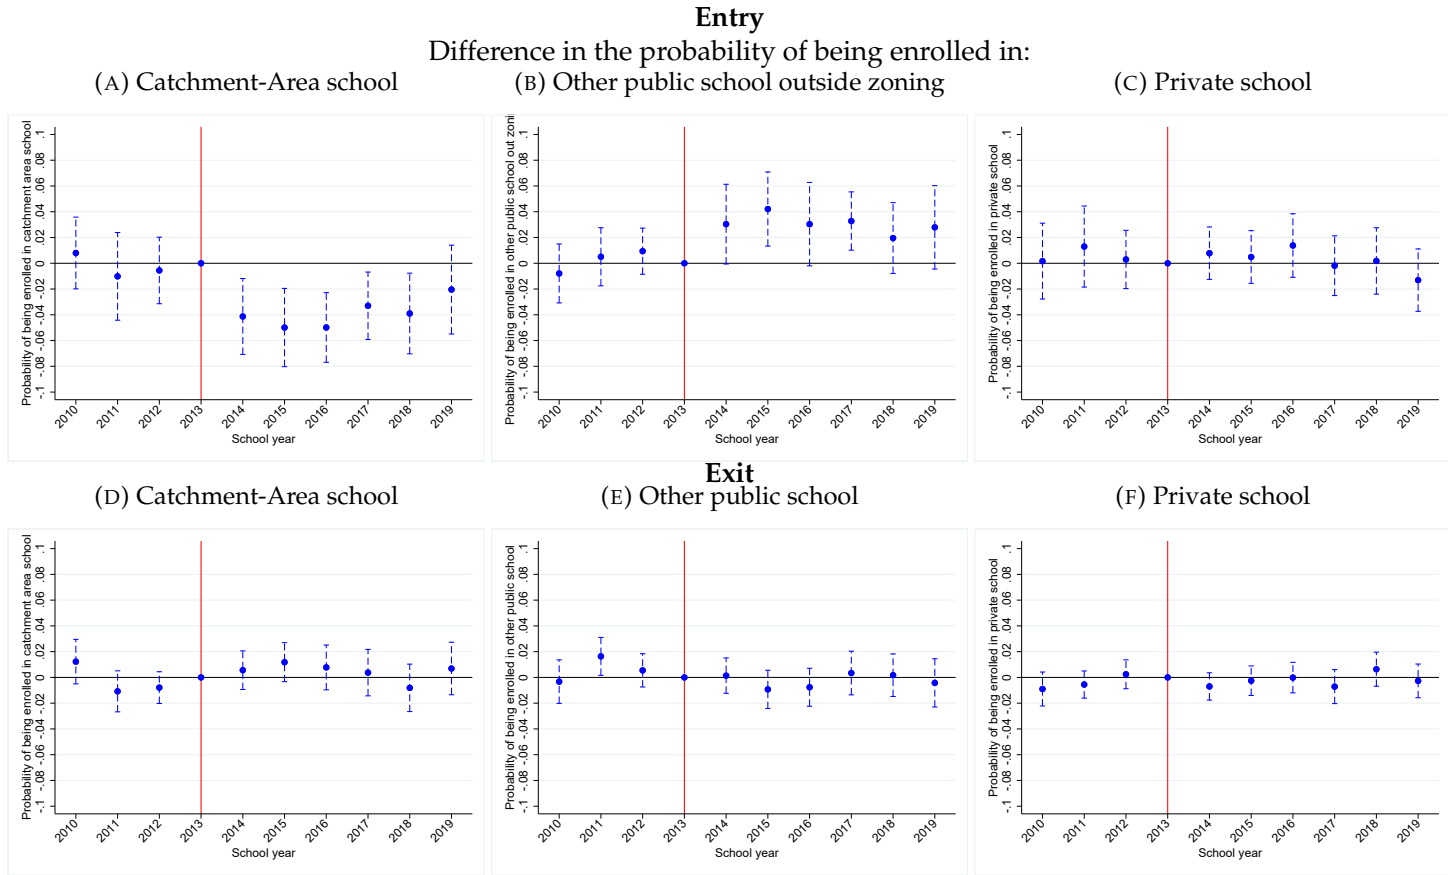 Entry
Difference in the probability of being enrolled in:
(A) Catchment-Area school
(B) Other public school outside zoning
(C) Private school
Probability of being enrolled in catchment area school
.1
.08
.06
.04
.02
0
-.02
-.04
-.06
-.08
-.1
2010 2011 2012 2013 2014 2015 2016 2017 2018 2019
School year
Probability of being enrolled in other public school out zoni
.1
.08
.06
.04
.02
0
-.02
-.04
-.06
-.08
-.1
2010 2011 2012 2013 2014 2015 2016 2017 2018 2019
School year
Probability of being enrolled in private school
.1
.08
.06
.04
.02
0
-.02
-.04
-.06
-.08
-.1
2010 2011 2012 2013 2014 2015 2016 2017 2018 2019
School year
Exit
(D) Catchment-Area school
(E) Other public school
(F) Private school
Probability of being enrolled in catchment area school
.1
.08
.06
.04
.02
0
-.02
-.04
-.06
-.08
-.1
2010 2011 2012 2013 2014 2015 2016 2017 2018 2019
School year
Probability of being enrolled in other public school
.1
.08
.06
.04
.02
0
-.02
-.04
-.06
-.08
-.1
2010 2011 2012 2013 2014 2015 2016 2017 2018 2019
School year
Probability of being enrolled in private school
.1
.08
.06
.04
.02
0
-.02
-.04
-.06
-.08
-.1
2010 2011 2012 2013 2014 2015 2016 2017 2018 2019
School year